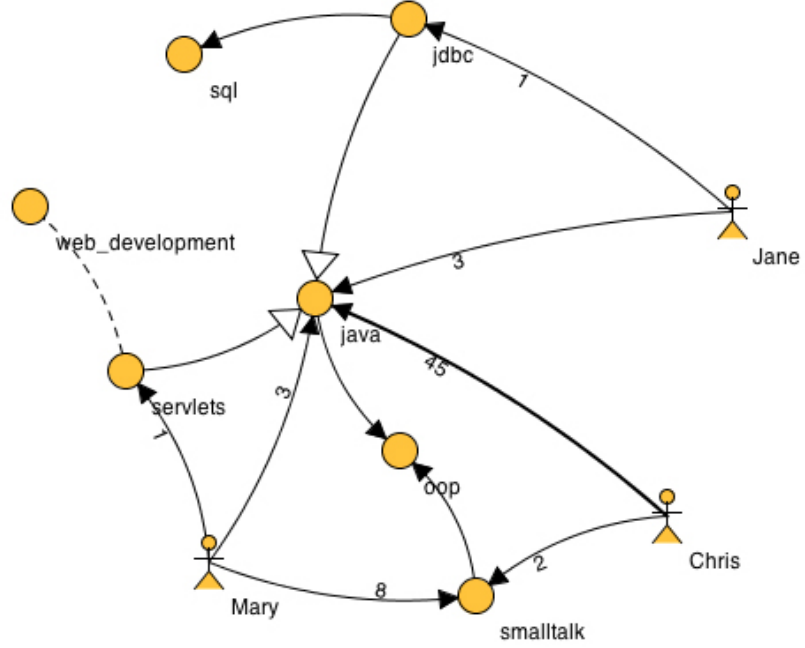 jdbc
sql
1
web_development
Jane
3
java
45
3
servlets
1
oop
Chris
2
8
Mary
smalltalk